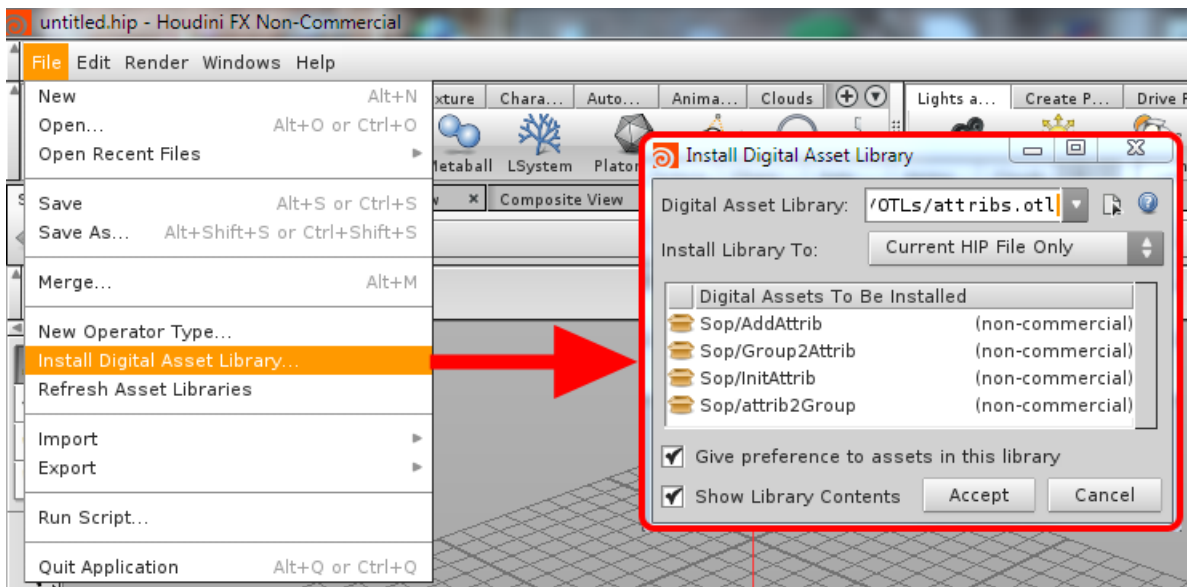 untitled.hip - Houdini FX Non-Commercial
File Edit Render Windows Help
New Alt+N
Open... Alt+O or Ctrl+O
Open Recent Files
Save Alt+S or Ctrl+S
Save As... Alt+Shift+S or Ctrl+Shift+S
Merge... Alt+M
New Operator Type...
Install Digital Asset Library...
Refresh Asset Libraries
Import
Export
Run Script...
Quit Application Alt+Q or Ctrl+Q
xture Chara... Auto... Anima... Clouds Lights a... Create P... Drive
letaball LSystem Plato
Composite View
Install Digital Asset Library
Digital Asset Library: /OTLs/attribs.otl
Install Library To: Current HIP File Only
Digital Assets To Be Installed
Sop/AddAttrib (non-commercial)
Sop/Group2Attrib (non-commercial)
Sop/InitAttrib (non-commercial)
Sop/attrib2Group (non-commercial)
Give preference to assets in this library
Show Library Contents Accept Cancel